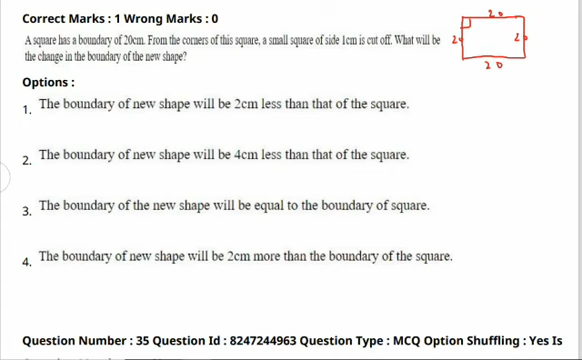 Correct Marks : 1 Wrong Marks : 0
A square has a boundary of 20cm. From the corners of this square, a small square of side 1cm is cut off. What will be
the change in the boundary of the new shape?
20
20
20
Options :
1. The boundary of new shape will be 2cm less than that of the square.
2. The boundary of new shape will be 4cm less than that of the square.
3. The boundary of the new shape will be equal to the boundary of square.
4. The boundary of new shape will be 2cm more than the boundary of the square.
Question Number : 35 Question Id : 8247244963 Question Type : MCQ Option Shuffling : Yes Is